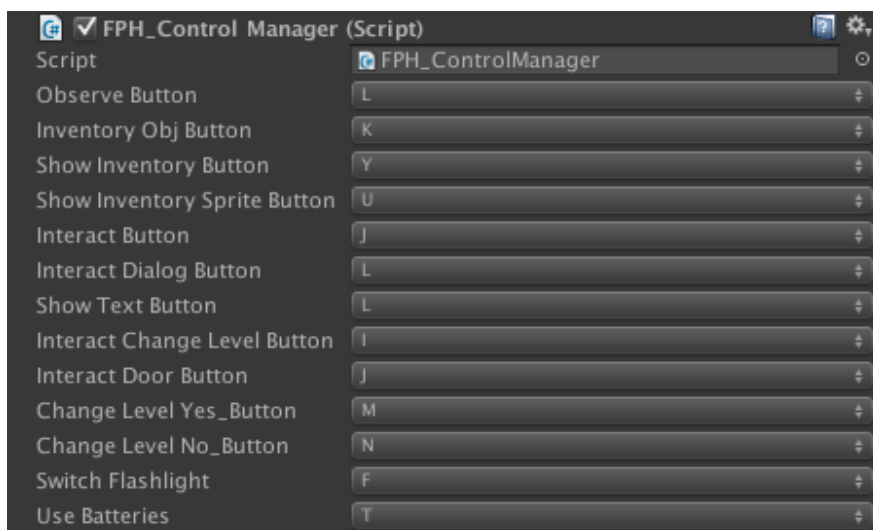 FPH_Control Manager (Script)
Script FPH_ControlManager
Observe Button L
Inventory Obj Button K
Show Inventory Button Y
Show Inventory Sprite Button U
Interact Button J
Interact Dialog Button L
Show Text Button L
Interact Change Level Button I
Interact Door Button J
Change Level Yes_Button M
Change Level No_Button N
Switch Flashlight F
Use Batteries T